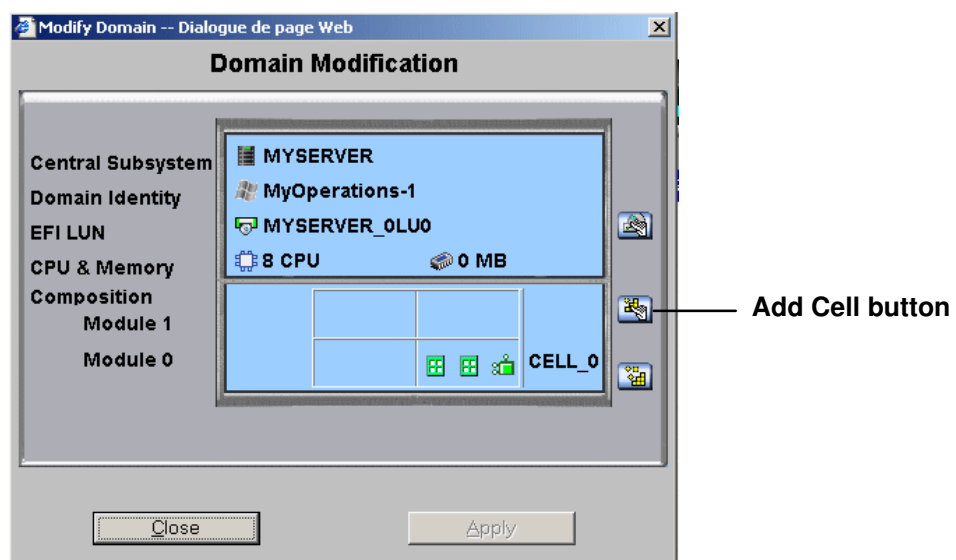 Modify Domain -- Dialogue de page Web
Domain Modification
Central Subsystem
MYSERVER
Domain Identity
MyOperations-1
EFI LUN
MYSERVER_0LU0
CPU & Memory
8 CPU
0 MB
Composition
Module 1
Add Cell button
Module 0
CELL_0
Close
Apply